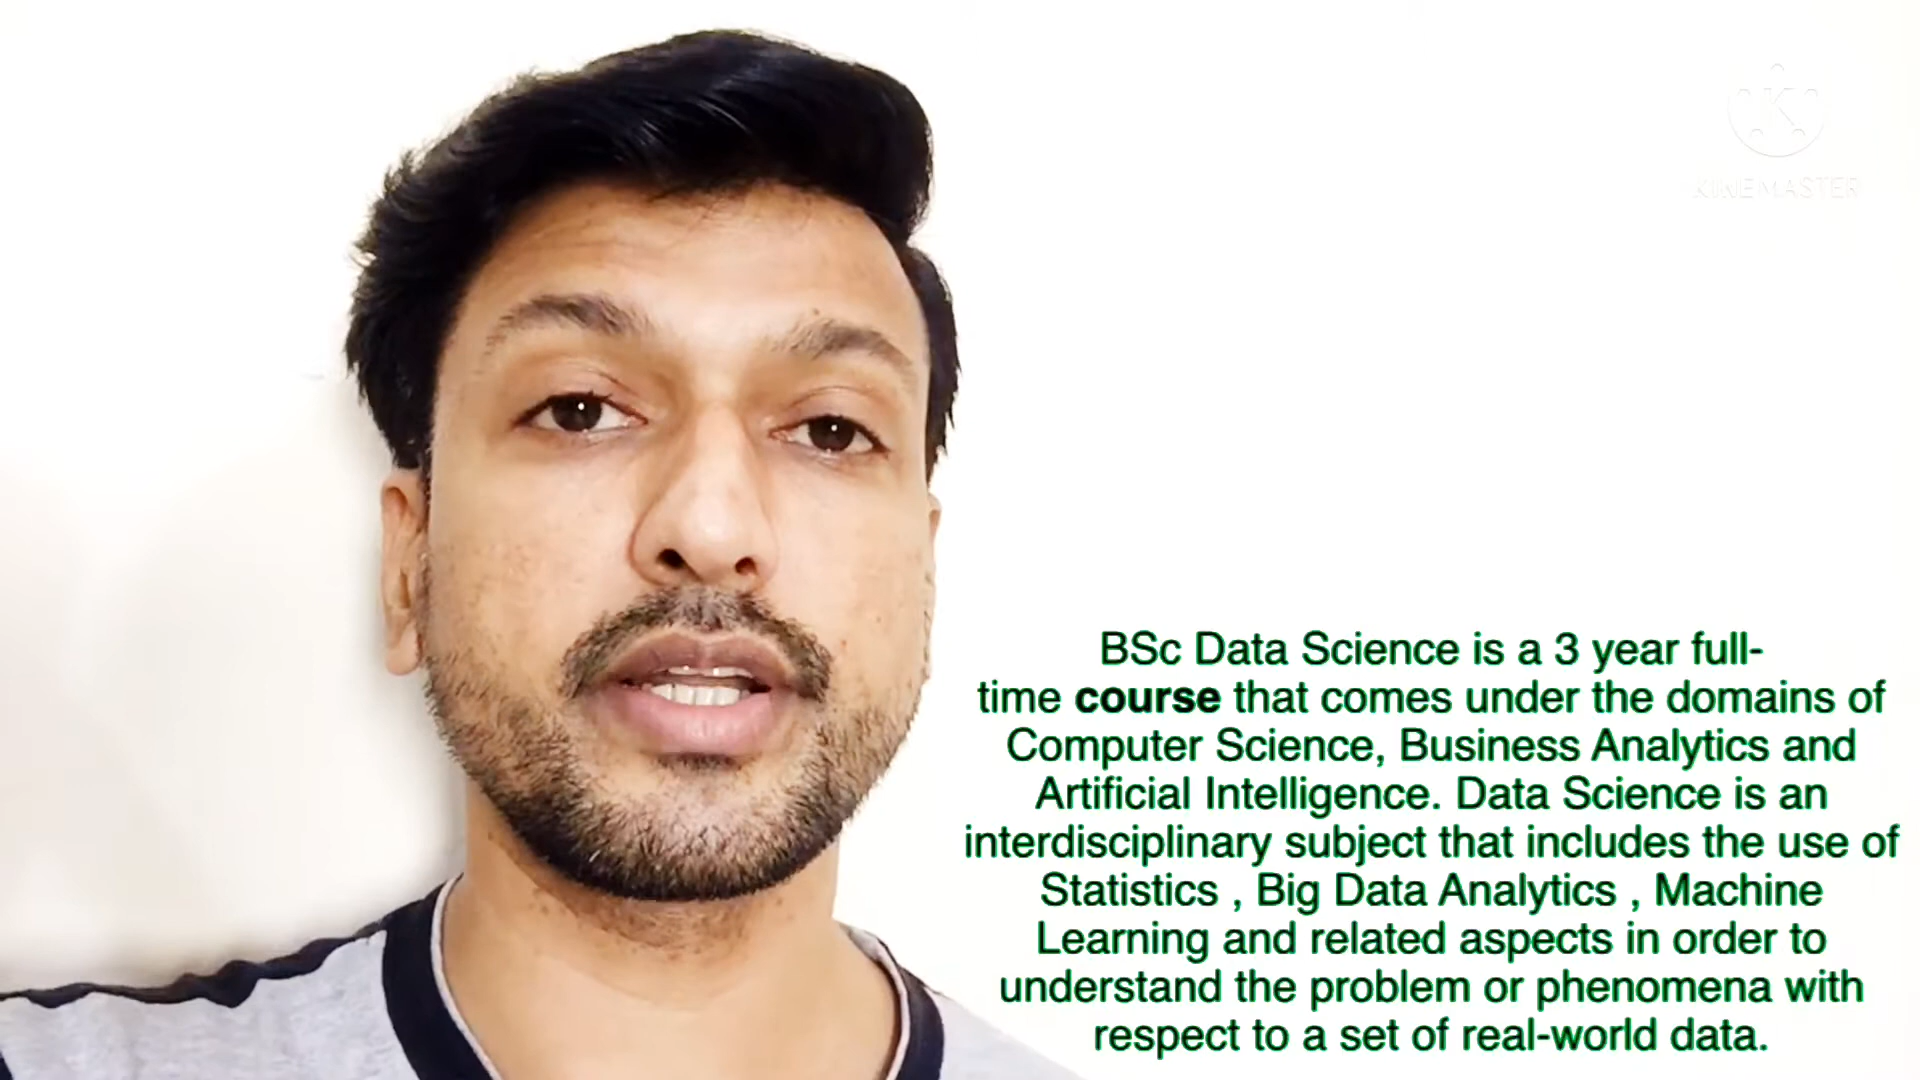 KINEMASTER
BSc Data Science is a 3 year full-
time course that comes under the domains of
Computer Science, Business Analytics and
Artificial Intelligence. Data Science is an
interdisciplinary subject that includes the use of
Statistics , Big Data Analytics , Machine
Learning and related aspects in order to
understand the problem or phenomena with
respect to a set of real-world data.